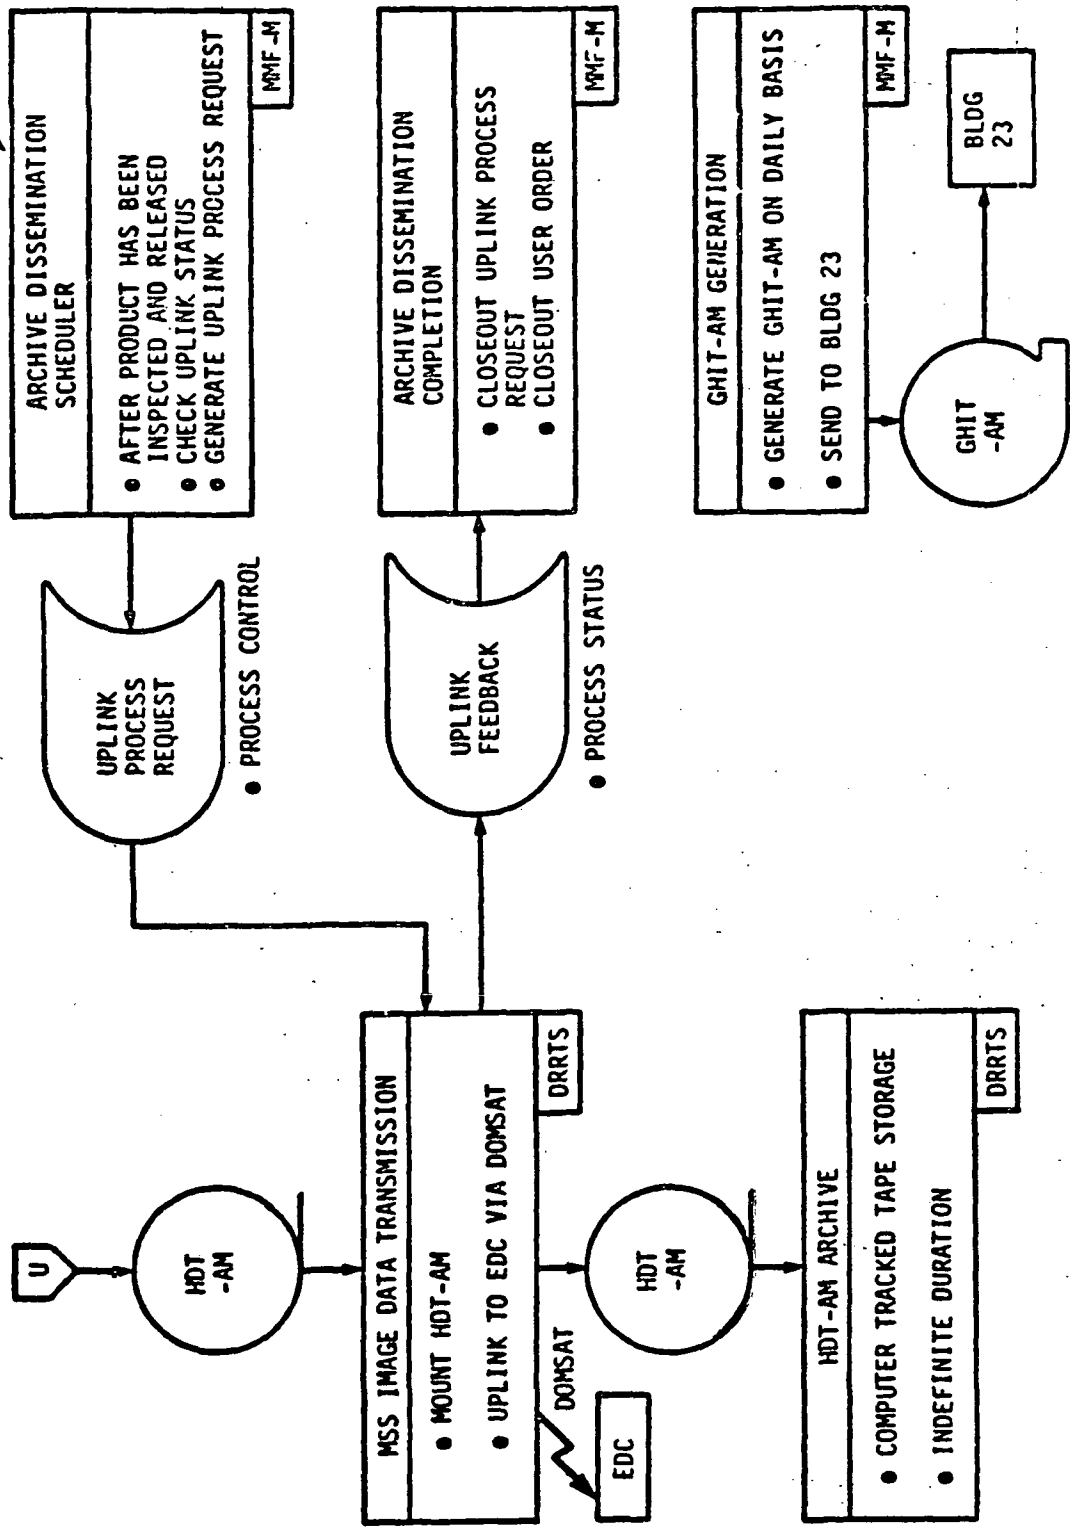 U
HDT
-AM
MSS IMAGE DATA TRANSMISSION
● MOUNT HDT-AM
● UPLINK TO EDC VIA DOMSAT
DRRTS
DOMSAT
EDC
HDT
-AM
HDT-AM ARCHIVE
● COMPUTER TRACKED TAPE STORAGE
● INDEFINITE DURATION
DRRTS
UPLINK
PROCESS
REQUEST
● PROCESS CONTROL
UPLINK
FEEDBACK
● PROCESS STATUS
ARCHIVE DISSEMINATION
SCHEDULER
● AFTER PRODUCT HAS BEEN
INSPECTED AND RELEASED
● CHECK UPLINK STATUS
● GENERATE UPLINK PROCESS REQUEST
MMF-M
ARCHIVE DISSEMINATION
COMPLETION
● CLOSEOUT UPLINK PROCESS
REQUEST
● CLOSEOUT USER ORDER
MMF-M
GHIT-AM GENERATION
● GENERATE GHIT-AM ON DAILY BASIS
● SEND TO BLDG 23
MMF-M
GHIT
-AM
BLDG
23